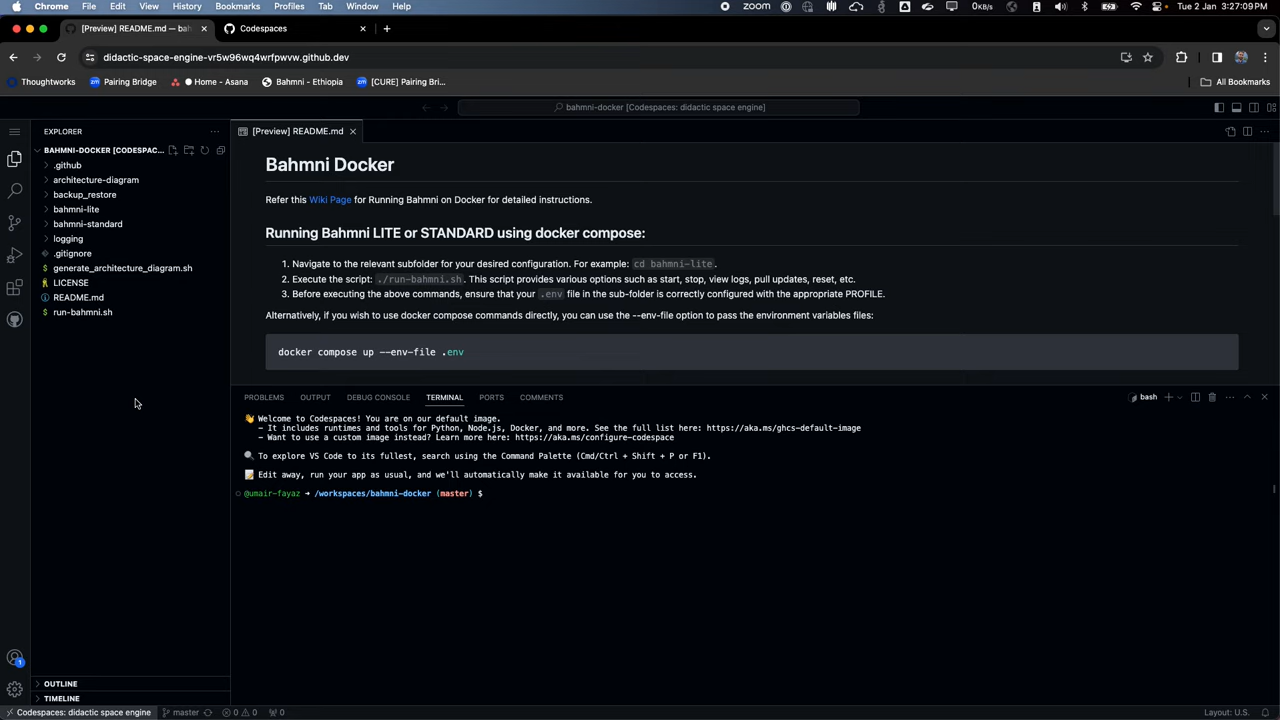 Chrome File Edit View History Bookmarks Profiles Tab Window Help zoom 0KB/s Tue 2 Jan 3:27:09 PM
[Preview] README.md — bah Codespaces
didactic-space-engine-vr5w96wq4wrfpwvw.github.dev
Thoughtworks Pairing Bridge Home - Asana Bahmni - Ethiopia [CURE] Pairing Bri... All Bookmarks
bahmni-docker [Codespaces: didactic space engine]
EXPLORER
BAHMNI-DOCKER [CODESPAC...
.github
architecture-diagram
backup_restore
bahmni-lite
bahmni-standard
logging
.gitignore
generate_architecture_diagram.sh
LICENSE
README.md
run-bahmni.sh
OUTLINE
TIMELINE
[Preview] README.md
Bahmni Docker
Refer this Wiki Page for Running Bahmni on Docker for detailed instructions.
Running Bahmni LITE or STANDARD using docker compose:
1. Navigate to the relevant subfolder for your desired configuration. For example: cd bahmni-lite.
2. Execute the script: ./run-bahmni.sh. This script provides various options such as start, stop, view logs, pull updates, reset, etc.
3. Before executing the above commands, ensure that your .env file in the sub-folder is correctly configured with the appropriate PROFILE.
Alternatively, if you wish to use docker compose commands directly, you can use the --env-file option to pass the environment variables files:
docker compose up --env-file .env
PROBLEMS OUTPUT DEBUG CONSOLE TERMINAL PORTS COMMENTS bash
Welcome to Codespaces! You are on our default image.
- It includes runtimes and tools for Python, Node.js, Docker, and more. See the full list here: https://aka.ms/ghcs-default-image
- Want to use a custom image instead? Learn more here: https://aka.ms/configure-codespace
To explore VS Code to its fullest, search using the Command Palette (Cmd/Ctrl + Shift + P or F1).
Edit away, run your app as usual, and we'll automatically make it available for you to access.
@umair-fayaz ➜ /workspaces/bahmni-docker (master) $
1
Codespaces: didactic space engine master 0 0 0 Layout: U.S.